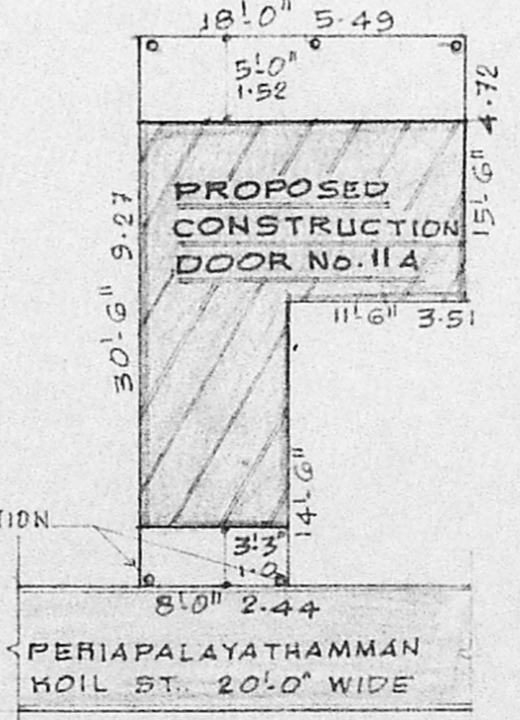 18'-0" 5.49
5'-0"
1.52
15'-6" 4.72
30'-6" 9.27
PROPOSED
CONSTRUCTION
DOOR No. 11A
11'-6" 3.51
14'-6"
TION
3'3"
1.0
8'-0" 2.44
PERIAPALAYATHAMMAN
KOIL ST. 20'-0" WIDE